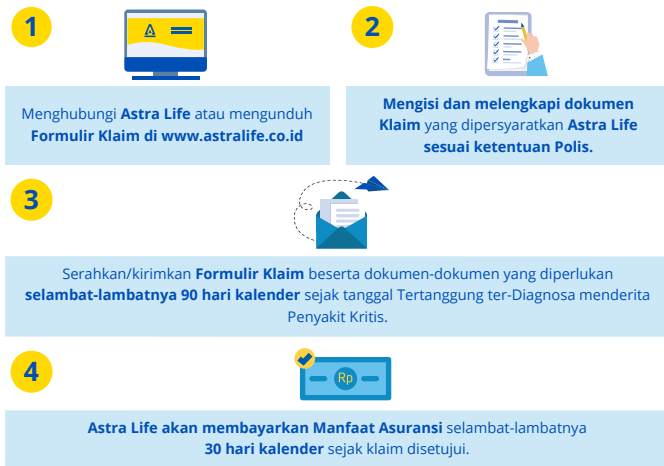 1
Menghubungi Astra Life atau mengunduh
Formulir Klaim di www.astralife.co.id
2
Mengisi dan melengkapi dokumen
Klaim yang dipersyaratkan Astra Life
sesuai ketentuan Polis.
3
Serahkan/kirimkan Formulir Klaim beserta dokumen-dokumen yang diperlukan
selambat-lambatnya 90 hari kalender sejak tanggal Tertanggung ter-Diagnosa menderita
Penyakit Kritis.
4
Rp
Astra Life akan membayarkan Manfaat Asuransi selambat-lambatnya
30 hari kalender sejak klaim disetujui.